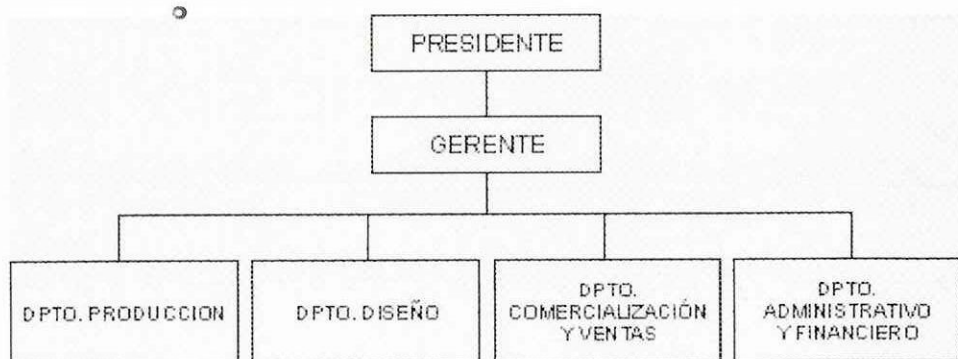 PRESIDENTE
GERENTE
DPTO. PRODUCCION
DPTO. DISEÑO
DPTO.
COMERCIALIZACIÓN
Y VENTAS
DPTO.
ADMINISTRATIVO
Y FINANCIERO